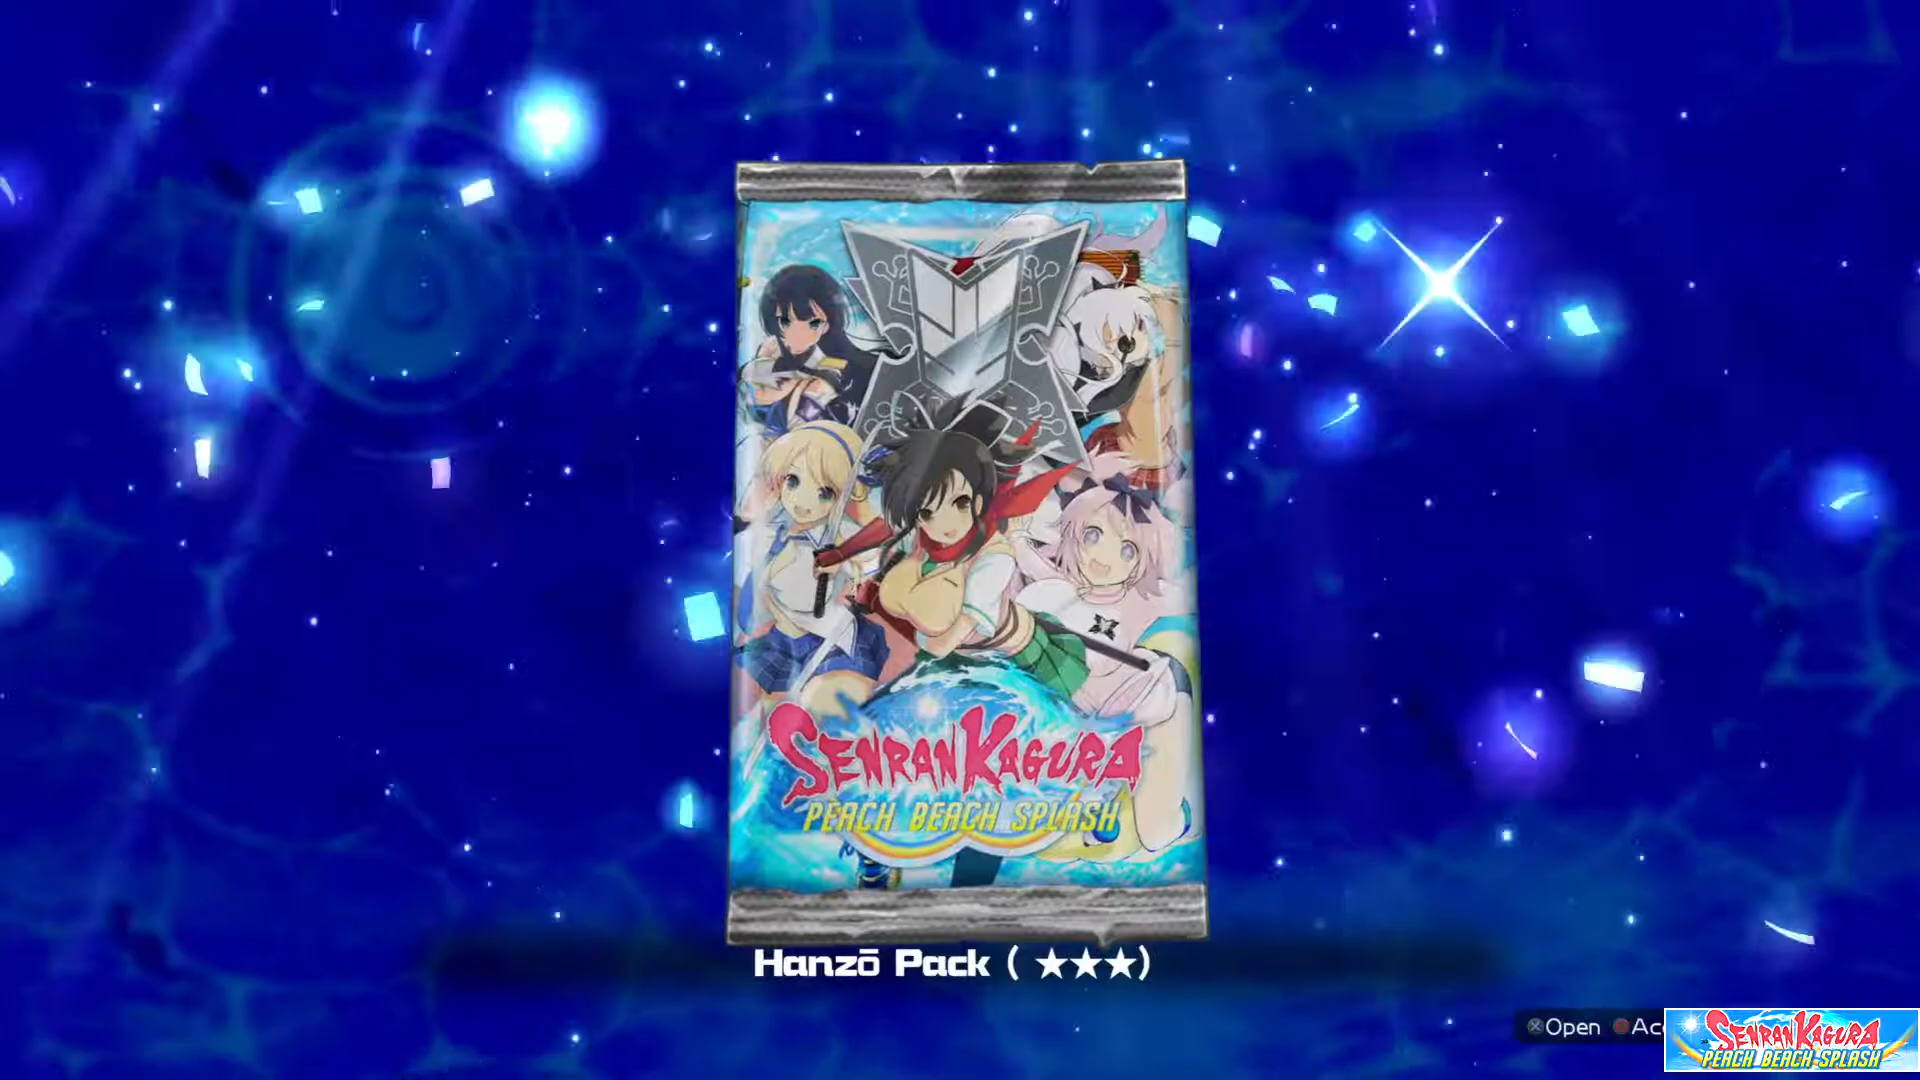 SENRAN KAGURA
PEACH BEACH SPLASH
Hanzō Pack ( ★★★)
Open
SENRAN KAGURA
PEACH BEACH SPLASH